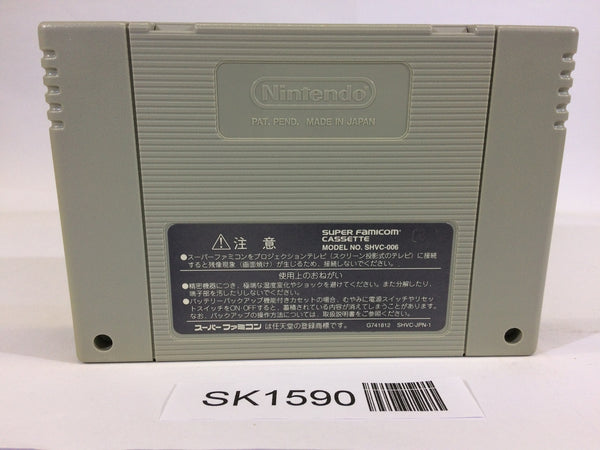 Nintendo
PAT. PEND. MADE IN JAPAN
SUPER FAMICOM
CASSETTE
MODEL NO. SHVC-006
注意
●スーパーファミコンをプロジェクションテレビ(スクリーン投影式のテレビ)に接続
すると残像現象(画面焼け)が生じるため、接続しないでください。
使用上のおねがい
●精密機器につき、極端な温度変化やショックを避けてください。また分解したり、
端子部を汚したりしないでください。
●バッテリーバックアップ機能付きカセットの場合、むやみに電源スイッチやリセッ
トスイッチをON・OFFすると、蓄積されている内容が消えてしまうことがあります。
なお、バックアップの操作方法については、取扱説明書をご参照ください。
スーパーファミコンは任天堂の登録商標です。
G741812 SHVC-JPN-1
SK1590